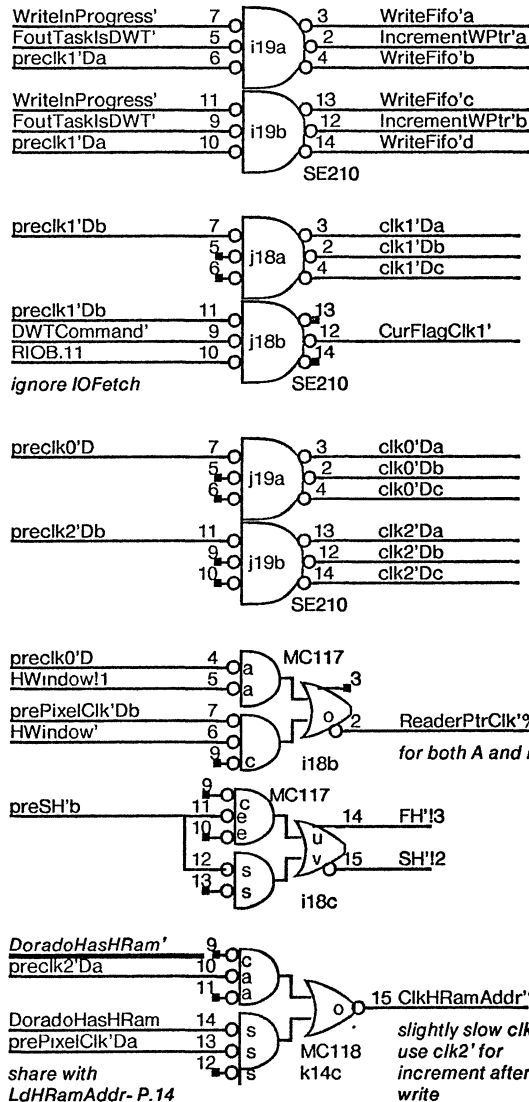 WriteInProgress' 7 3 WriteFifo'a
FoutTaskIsDWT' 5 i19a 2 IncrementWPtr'a
preclk1'Da 6 4 WriteFifo'b
WriteInProgress' 11 13 WriteFifo'c
FoutTaskIsDWT' 9 i19b 12 IncrementWPtr'b
preclk1'Da 10 14 WriteFifo'd
SE210
preclk1'Db 7 3 clk1'Da
5 j18a 2 clk1'Db
6 4 clk1'Dc
preclk1'Db 11 13
DWTCommand' 9 j18b 12 CurFlagClk1'
RIOB.11 10 14
ignore IOFetch SE210
preclk0'D 7 3 clk0'Da
5 j19a 2 clk0'Db
6 4 clk0'Dc
preclk2'Db 11 13 clk2'Da
9 j19b 12 clk2'Db
10 14 clk2'Dc
SE210
preclk0'D 4 a MC117
HWindow!1 5 a 3
prePixelClk'Db 7 o 2 ReaderPtrClk'%
HWindow' 6
9 c i18b for both A and
9 c MC117
preSH'b 11 e 14 FH'!3
10 e u
12 s v 15 SH'!2
13 s i18c
DoradoHasHRam' 9 c
preclk2'Da 10 a
11 a o 15 ClkHRamAddr'
DoradoHasHRam 14 s slightly slow clk
prePixelClk'Da 13 s MC118 use clk2' for
share with 12 s k14c increment after
LdHRamAddr- P.14 write